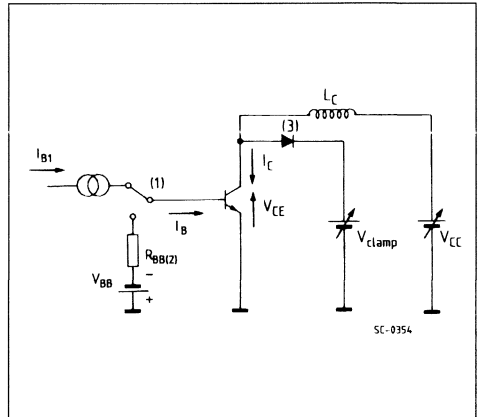 L_C
(3)
I_B1
(1)
I_C
I_B
V_CE
V_clamp
V_CC
R_BB(2)
V_BB
-
+
SC-0354